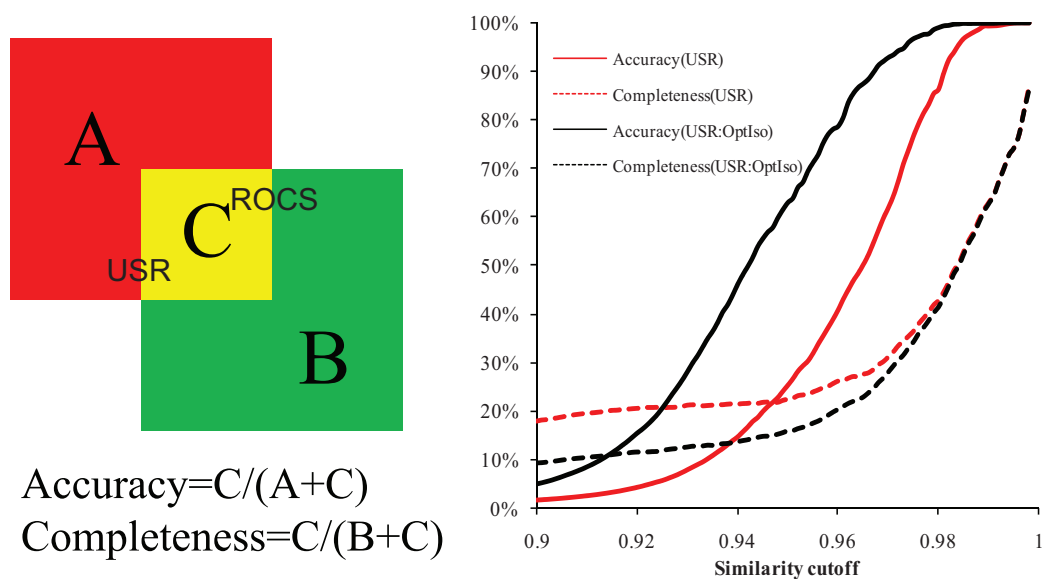 A
ROCS
C
USR
B
Accuracy=C/(A+C)
Completeness=C/(B+C)
100%
90%
80%
70%
60%
50%
40%
30%
20%
10%
0%
Accuracy(USR)
Completeness(USR)
Accuracy(USR:OptIso)
Completeness(USR:OptIso)
0.9 0.92 0.94 0.96 0.98 1
Similarity cutoff